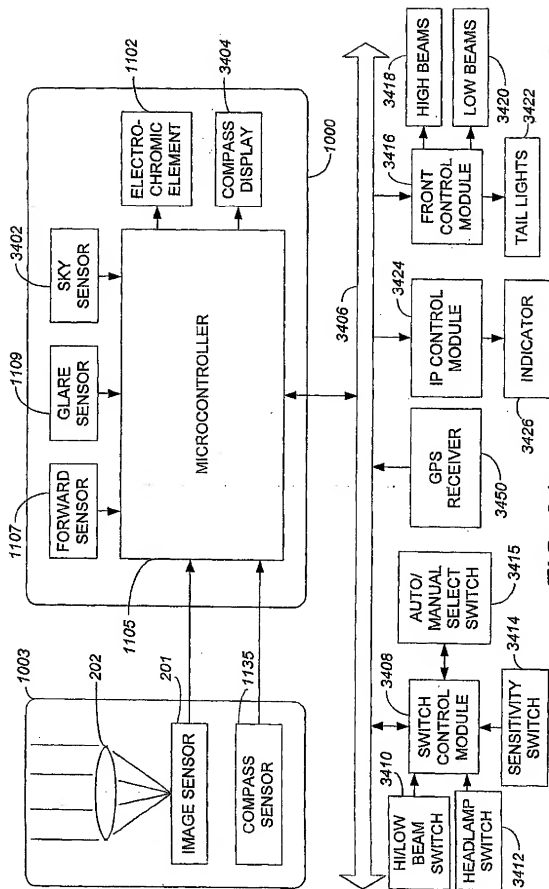 1003
202
201
IMAGE SENSOR
1135
COMPASS
SENSOR
1107
FORWARD
SENSOR
1109
GLARE
SENSOR
3402
SKY
SENSOR
1105
MICROCONTROLLER
ELECTRO-
CHROMIC
ELEMENT
1102
COMPASS
DISPLAY
3404
1000
3406
3410
HI/LOW
BEAM
SWITCH
HEADLAMP
SWITCH
3412
3408
SWITCH
CONTROL
MODULE
AUTO/
MANUAL
SELECT
SWITCH
3415
SENSITIVITY
SWITCH
3414
GPS
RECEIVER
3450
3424
IP CONTROL
MODULE
INDICATOR
3426
3416
FRONT
CONTROL
MODULE
3418
HIGH BEAMS
LOW BEAMS
3420
TAIL LIGHTS
3422